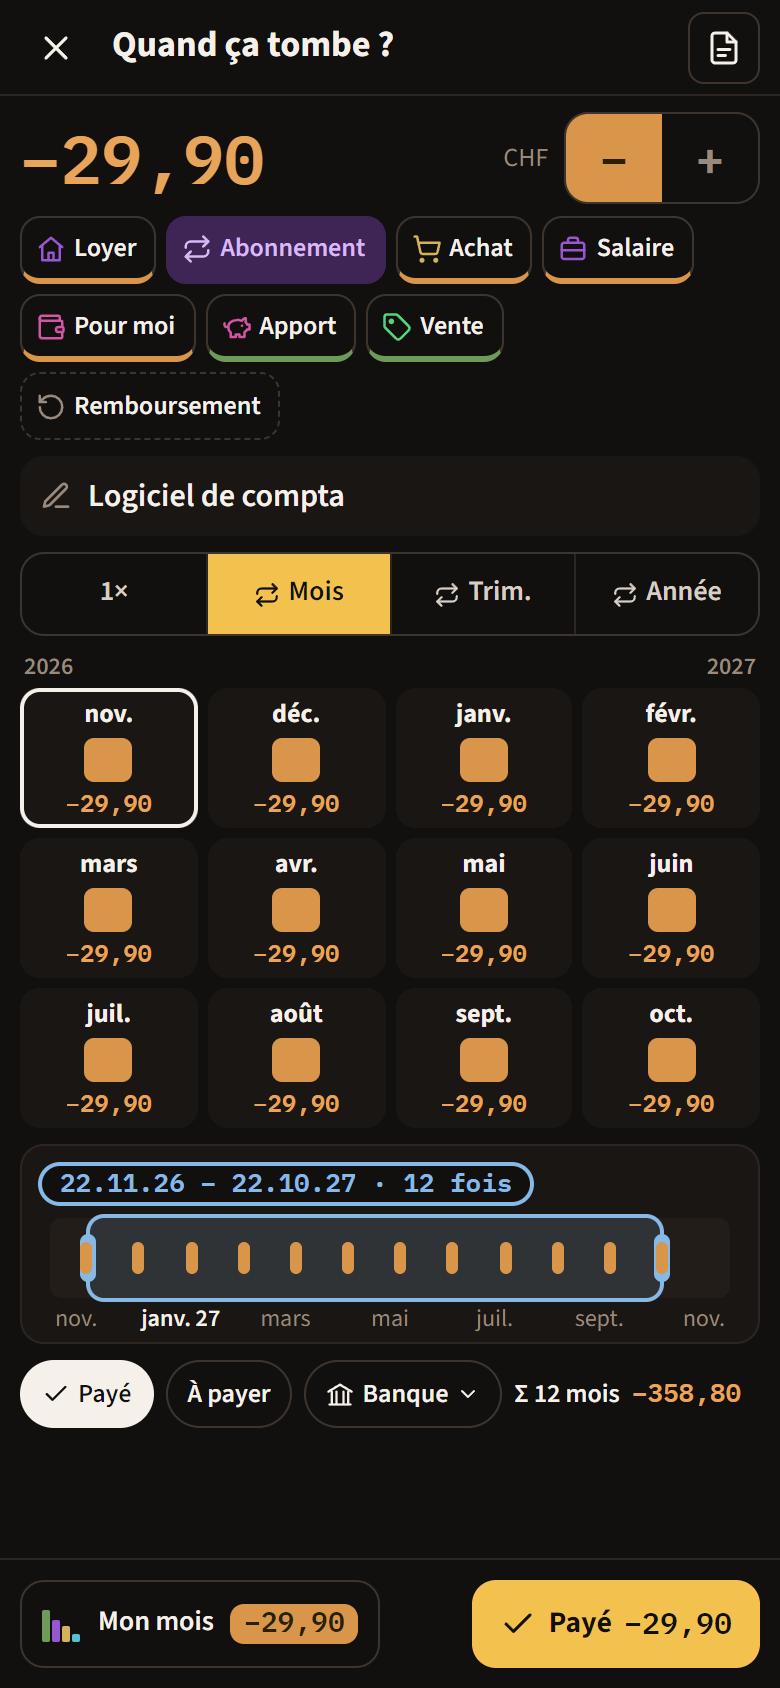 Quand ça tombe ?
−29,90 CHF − +
Loyer Abonnement Achat Salaire
Pour moi Apport Vente
Remboursement
Logiciel de compta
1× Mois Trim. Année
2026 2027
nov. déc. janv. févr.
−29,90 −29,90 −29,90 −29,90
mars avr. mai juin
−29,90 −29,90 −29,90 −29,90
juil. août sept. oct.
−29,90 −29,90 −29,90 −29,90
22.11.26 – 22.10.27 · 12 fois
nov. janv. 27 mars mai juil. sept. nov.
Payé À payer Banque Σ 12 mois −358,80
Mon mois −29,90 Payé −29,90